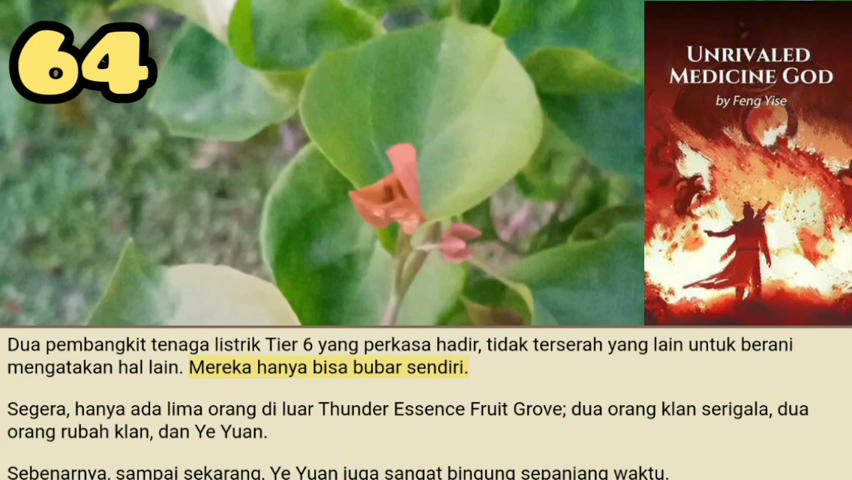 64
UNRIVALED
MEDICINE GOD
by Feng Yise
Dua pembangkit tenaga listrik Tier 6 yang perkasa hadir, tidak terserah yang lain untuk berani
mengatakan hal lain. Mereka hanya bisa bubar sendiri.
Segera, hanya ada lima orang di luar Thunder Essence Fruit Grove; dua orang klan serigala, dua
orang rubah klan, dan Ye Yuan.
Sebenarnya, sampai sekarang, Ye Yuan juga sangat bingung sepanjang waktu.